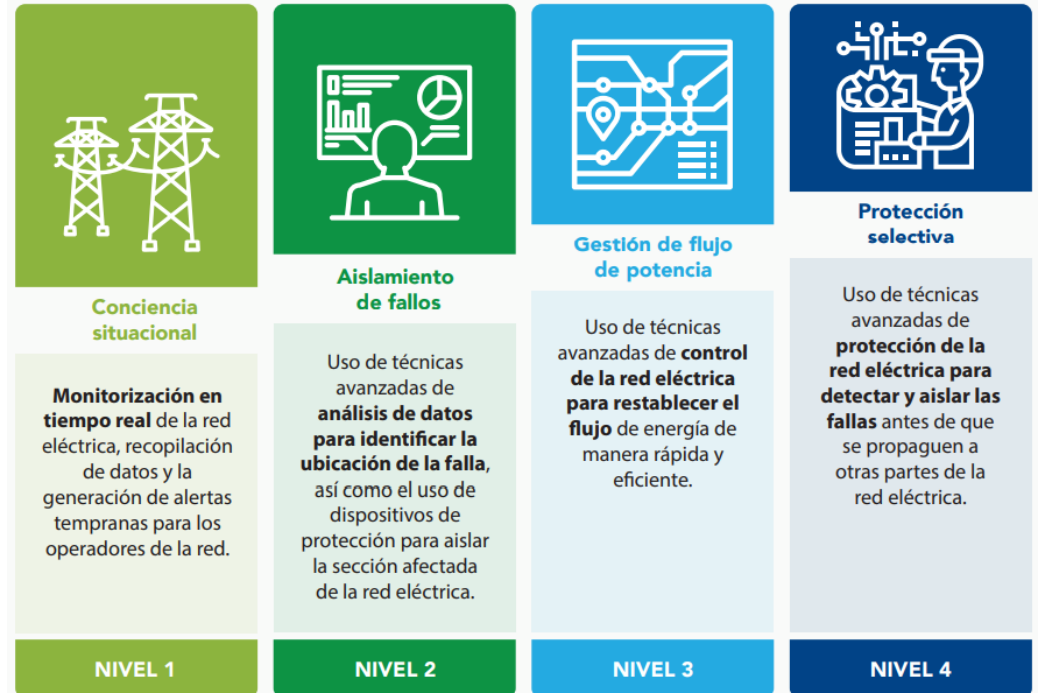 Conciencia
situacional
Monitorización en
tiempo real de la red
eléctrica, recopilación
de datos y la
generación de alertas
tempranas para los
operadores de la red.
NIVEL 1
Aislamiento
de fallos
Uso de técnicas
avanzadas de
análisis de datos
para identificar la
ubicación de la falla,
así como el uso de
dispositivos de
protección para aislar
la sección afectada
de la red eléctrica.
NIVEL 2
Gestión de flujo
de potencia
Uso de técnicas
avanzadas de control
de la red eléctrica
para restablecer el
flujo de energía de
manera rápida y
eficiente.
NIVEL 3
Protección
selectiva
Uso de técnicas
avanzadas de
protección de la
red eléctrica para
detectar y aislar las
fallas antes de que
se propaguen a
otras partes de la
red eléctrica.
NIVEL 4